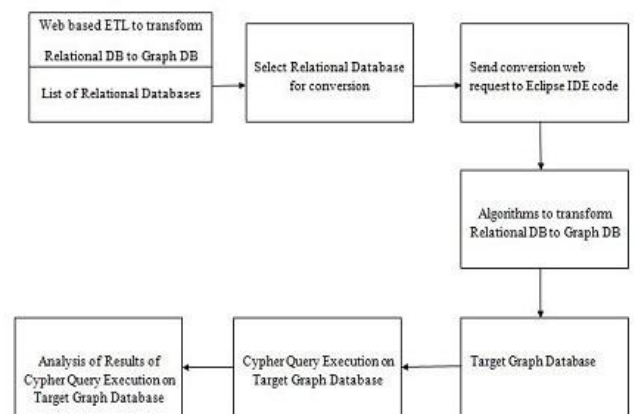 Web based ETL to transform
Relational DB to Graph DB
List of Relational Databases
Select Relational Database
for conversion
Send conversion web
request to Eclipse IDE code
Algorithms to transform
Relational DB to Graph DB
Target Graph Database
Cypher Query Execution on
Target Graph Database
Analysis of Results of
Cypher Query Execution on
Target Graph Database